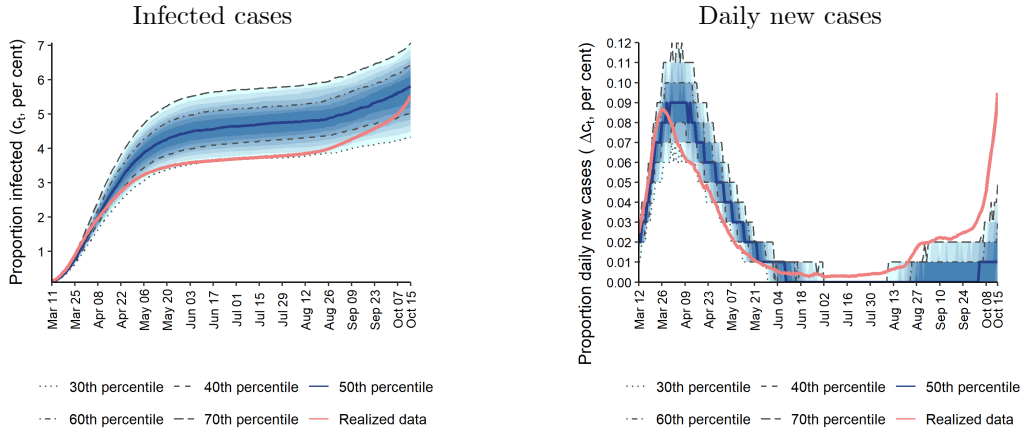 Infected cases
Proportion infected (cₜ, per cent)
7
6
5
4
3
2
1
Mar 11
Mar 25
Apr 08
Apr 22
May 06
May 20
Jun 03
Jun 17
Jul 01
Jul 15
Jul 29
Aug 12
Aug 26
Sep 09
Sep 23
Oct 07
Oct 15
30th percentile
40th percentile
50th percentile
60th percentile
70th percentile
Realized data
Daily new cases
Proportion daily new cases ( Δcₜ, per cent)
0.12
0.11
0.10
0.09
0.08
0.07
0.06
0.05
0.04
0.03
0.02
0.01
0.00
Mar 12
Mar 26
Apr 09
Apr 23
May 07
May 21
Jun 04
Jun 18
Jul 02
Jul 16
Jul 30
Aug 13
Aug 27
Sep 10
Sep 24
Oct 08
Oct 15
30th percentile
40th percentile
50th percentile
60th percentile
70th percentile
Realized data